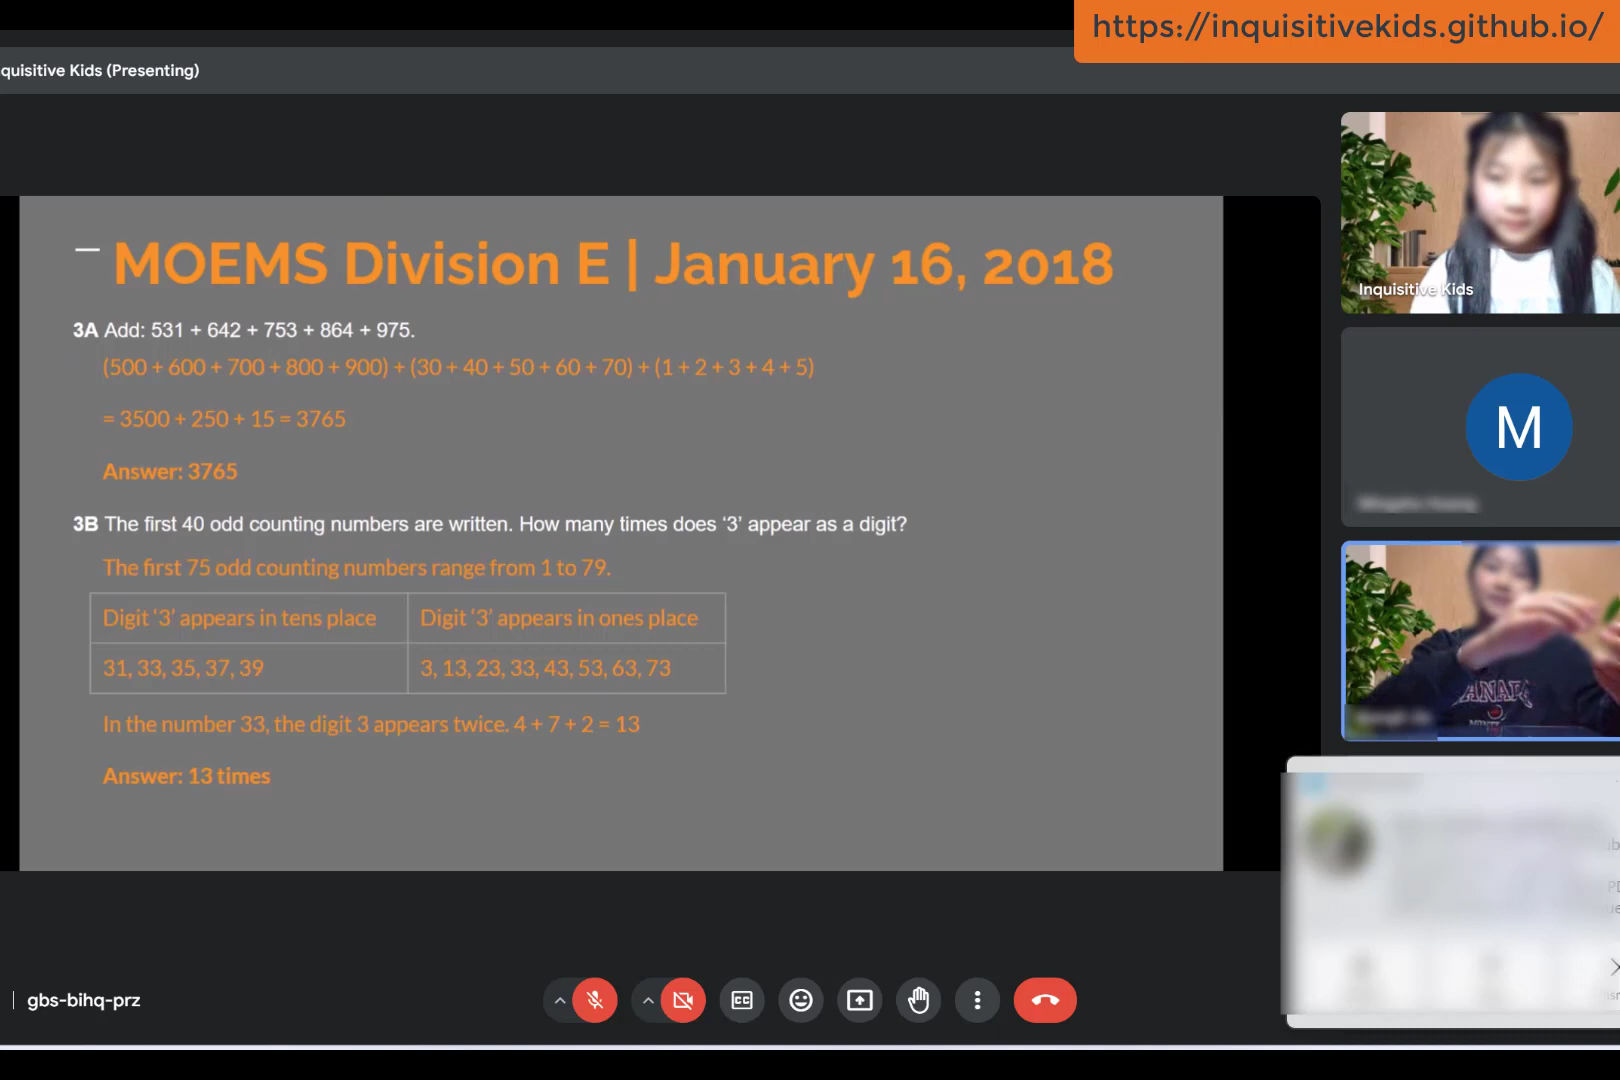 https://inquisitivekids.github.io/
quisitive Kids (Presenting)
MOEMS Division E | January 16, 2018
3A Add: 531 + 642 + 753 + 864 + 975.
(500 + 600 + 700 + 800 + 900) + (30 + 40 + 50 + 60 + 70) + (1 + 2 + 3 + 4 + 5)
= 3500 + 250 + 15 = 3765
Answer: 3765
3B The first 40 odd counting numbers are written. How many times does ‘3’ appear as a digit?
The first 75 odd counting numbers range from 1 to 79.
Digit ‘3’ appears in tens place
Digit ‘3’ appears in ones place
31, 33, 35, 37, 39
3, 13, 23, 33, 43, 53, 63, 73
In the number 33, the digit 3 appears twice. 4 + 7 + 2 = 13
Answer: 13 times
Inquisitive Kids
M
gbs-bihq-prz
CC